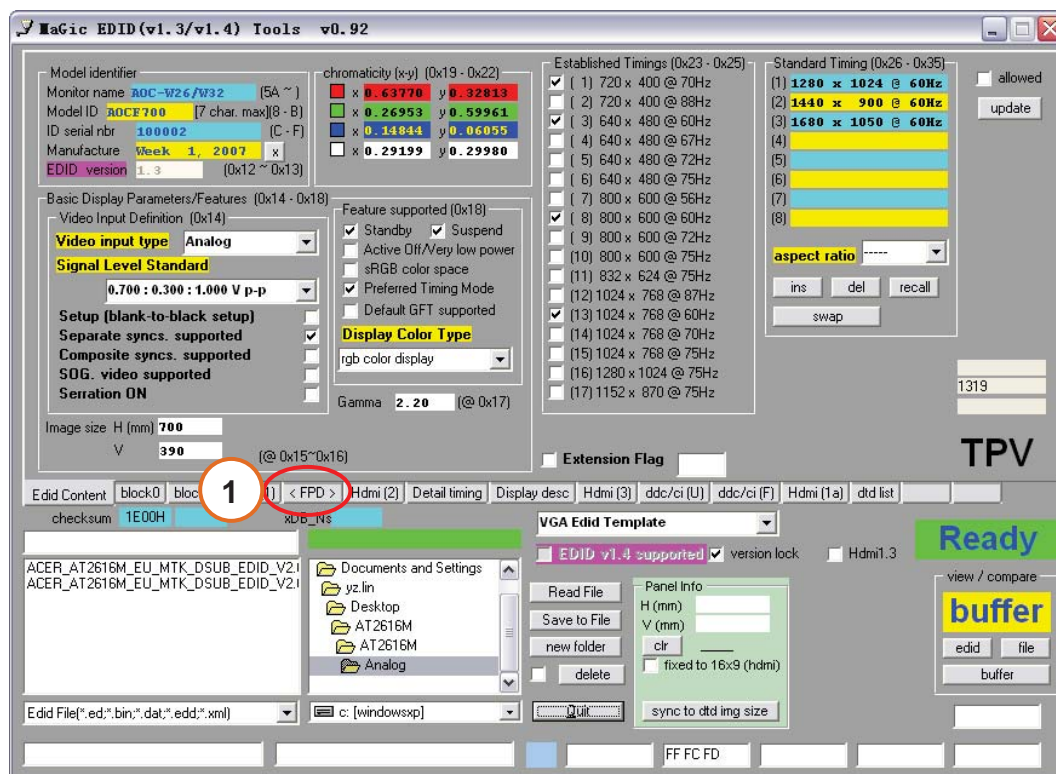 MaGic EDID(v1.3/v1.4) Tools v0.92
Model identifier
Monitor name AOC-W26/W32 (5A ~ )
Model ID AOCF700 [7 char. max](8 - B)
ID serial nbr 100002 (C - F)
Manufacture Week 1, 2007 x
EDID version 1.3 (0x12 ~ 0x13)
chromaticity (x-y) (0x19 - 0x22)
x 0.63770 y 0.32813
x 0.26953 y 0.59961
x 0.14844 y 0.06055
x 0.29199 y 0.29980
Basic Display Parameters/Features (0x14 - 0x18)
Video Input Definition (0x14)
Video input type Analog
Signal Level Standard
0.700 : 0.300 : 1.000 V p-p
Setup (blank-to-black setup)
Separate syncs. supported
Composite syncs. supported
SOG. video supported
Serration ON
Feature supported (0x18)
Standby Suspend
Active Off/Very low power
sRGB color space
Preferred Timing Mode
Default GFT supported
Display Color Type
rgb color display
Gamma 2.20 (@ 0x17)
Image size H (mm) 700
V 390 (@ 0x15~0x16)
Established Timings (0x23 - 0x25)
( 1) 720 x 400 @ 70Hz
( 2) 720 x 400 @ 88Hz
( 3) 640 x 480 @ 60Hz
( 4) 640 x 480 @ 67Hz
( 5) 640 x 480 @ 72Hz
( 6) 640 x 480 @ 75Hz
( 7) 800 x 600 @ 56Hz
( 8) 800 x 600 @ 60Hz
( 9) 800 x 600 @ 72Hz
(10) 800 x 600 @ 75Hz
(11) 832 x 624 @ 75Hz
(12) 1024 x 768 @ 87Hz
(13) 1024 x 768 @ 60Hz
(14) 1024 x 768 @ 70Hz
(15) 1024 x 768 @ 75Hz
(16) 1280 x 1024 @ 75Hz
(17) 1152 x 870 @ 75Hz
Extension Flag
Standard Timing (0x26 - 0x35)
(1) 1280 x 1024 @ 60Hz
(2) 1440 x 900 @ 60Hz
(3) 1680 x 1050 @ 60Hz
(4)
(5)
(6)
(7)
(8)
aspect ratio -----
ins del recall
swap
allowed
update
1319
TPV
1
Edid Content block0 1) < FPD > Hdmi (2) Detail timing Display desc Hdmi (3) ddc/ci (U) ddc/ci (F) Hdmi (1a) dtd list
checksum 1E00H xDB_Ns
ACER_AT2616M_EU_MTK_DSUB_EDID_V2.
ACER_AT2616M_EU_MTK_DSUB_EDID_V2.
Edid File(*.ed;*.bin;*.dat;*.edd;*.xml)
Documents and Settings
yz.lin
Desktop
AT2616M
AT2616M
Analog
c: [windowsxp]
VGA Edid Template
EDID v1.4 supported version lock Hdmi1.3
Read File
Save to File
new folder
delete
Quit
Panel Info
H (mm)
V (mm)
clr
fixed to 16x9 (hdmi)
sync to dtd img size
Ready
view / compare
buffer
edid file
buffer
FF FC FD